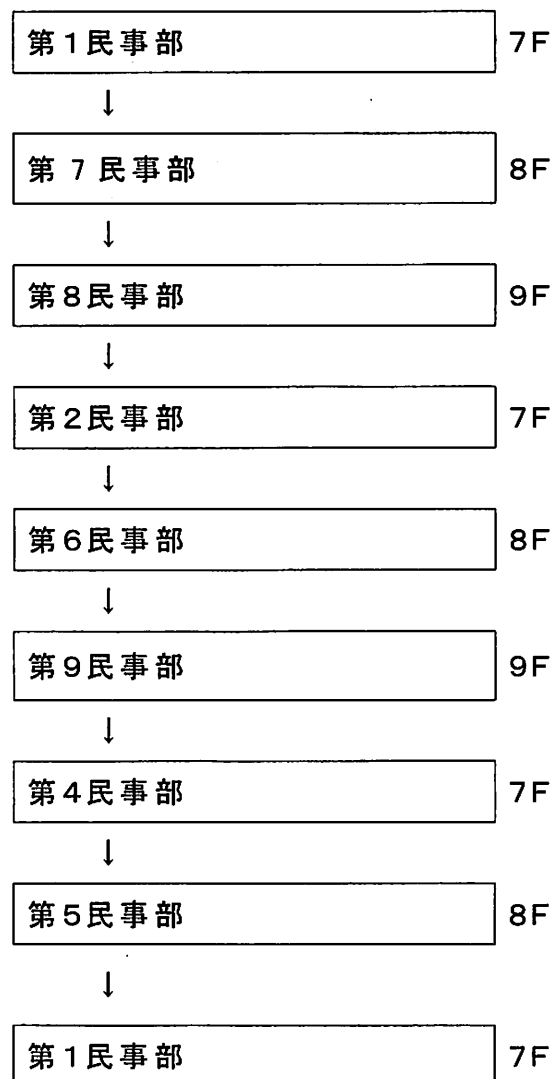 第1民事部 7F
↓
第7民事部 8F
↓
第8民事部 9F
↓
第2民事部 7F
↓
第6民事部 8F
↓
第9民事部 9F
↓
第4民事部 7F
↓
第5民事部 8F
↓
第1民事部 7F